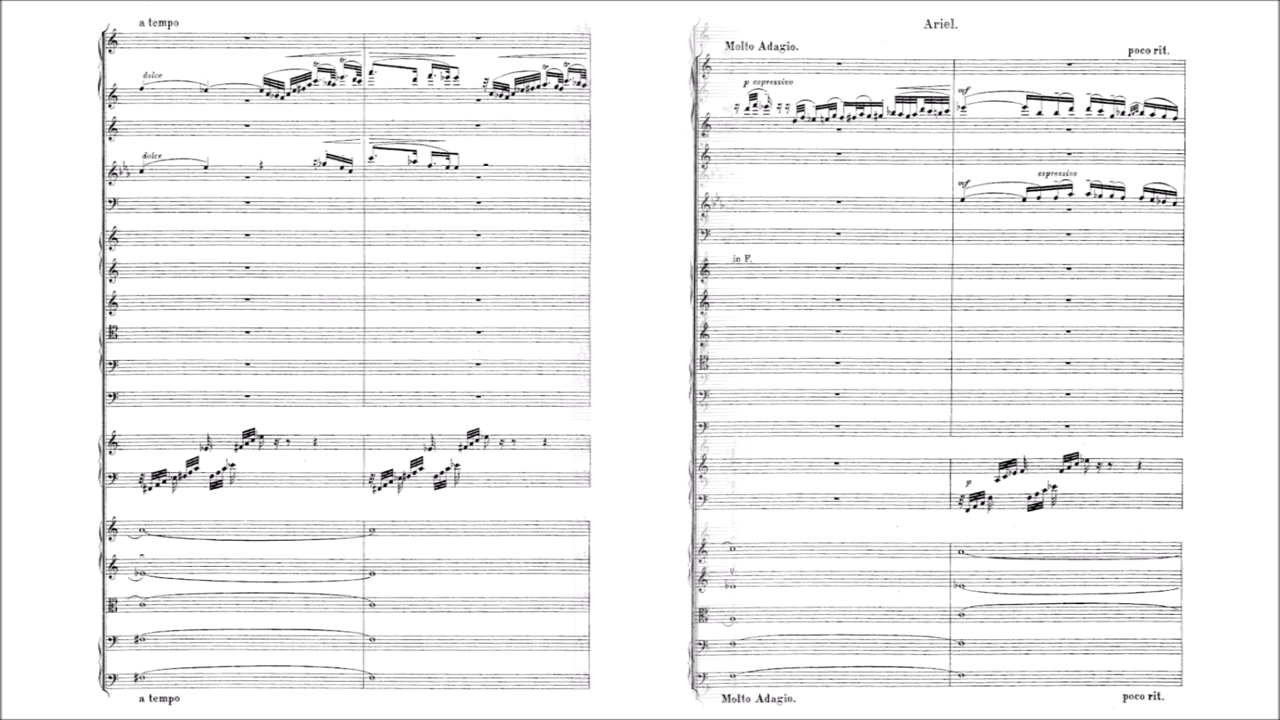 a tempo
dolce
dolce
a tempo
Ariel.
Molto Adagio.
poco rit.
p espressivo
mf
mf
espressivo
in F.
p
Molto Adagio.
poco rit.